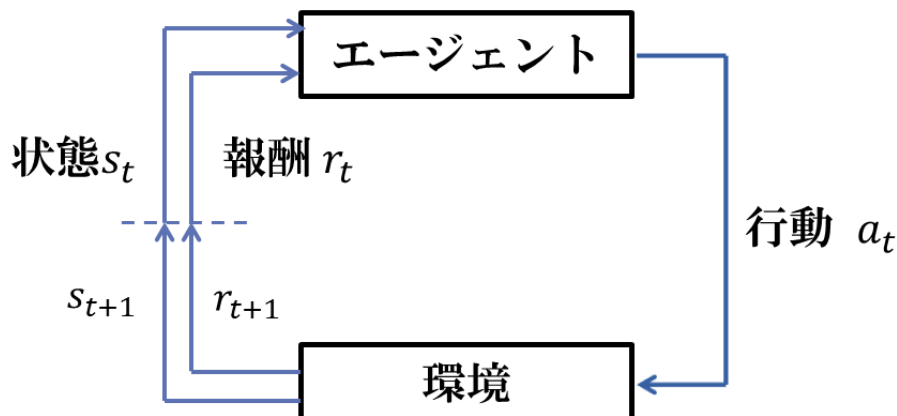 エージェント
状態s_t
報酬 r_t
行動 a_t
s_{t+1}
r_{t+1}
環境